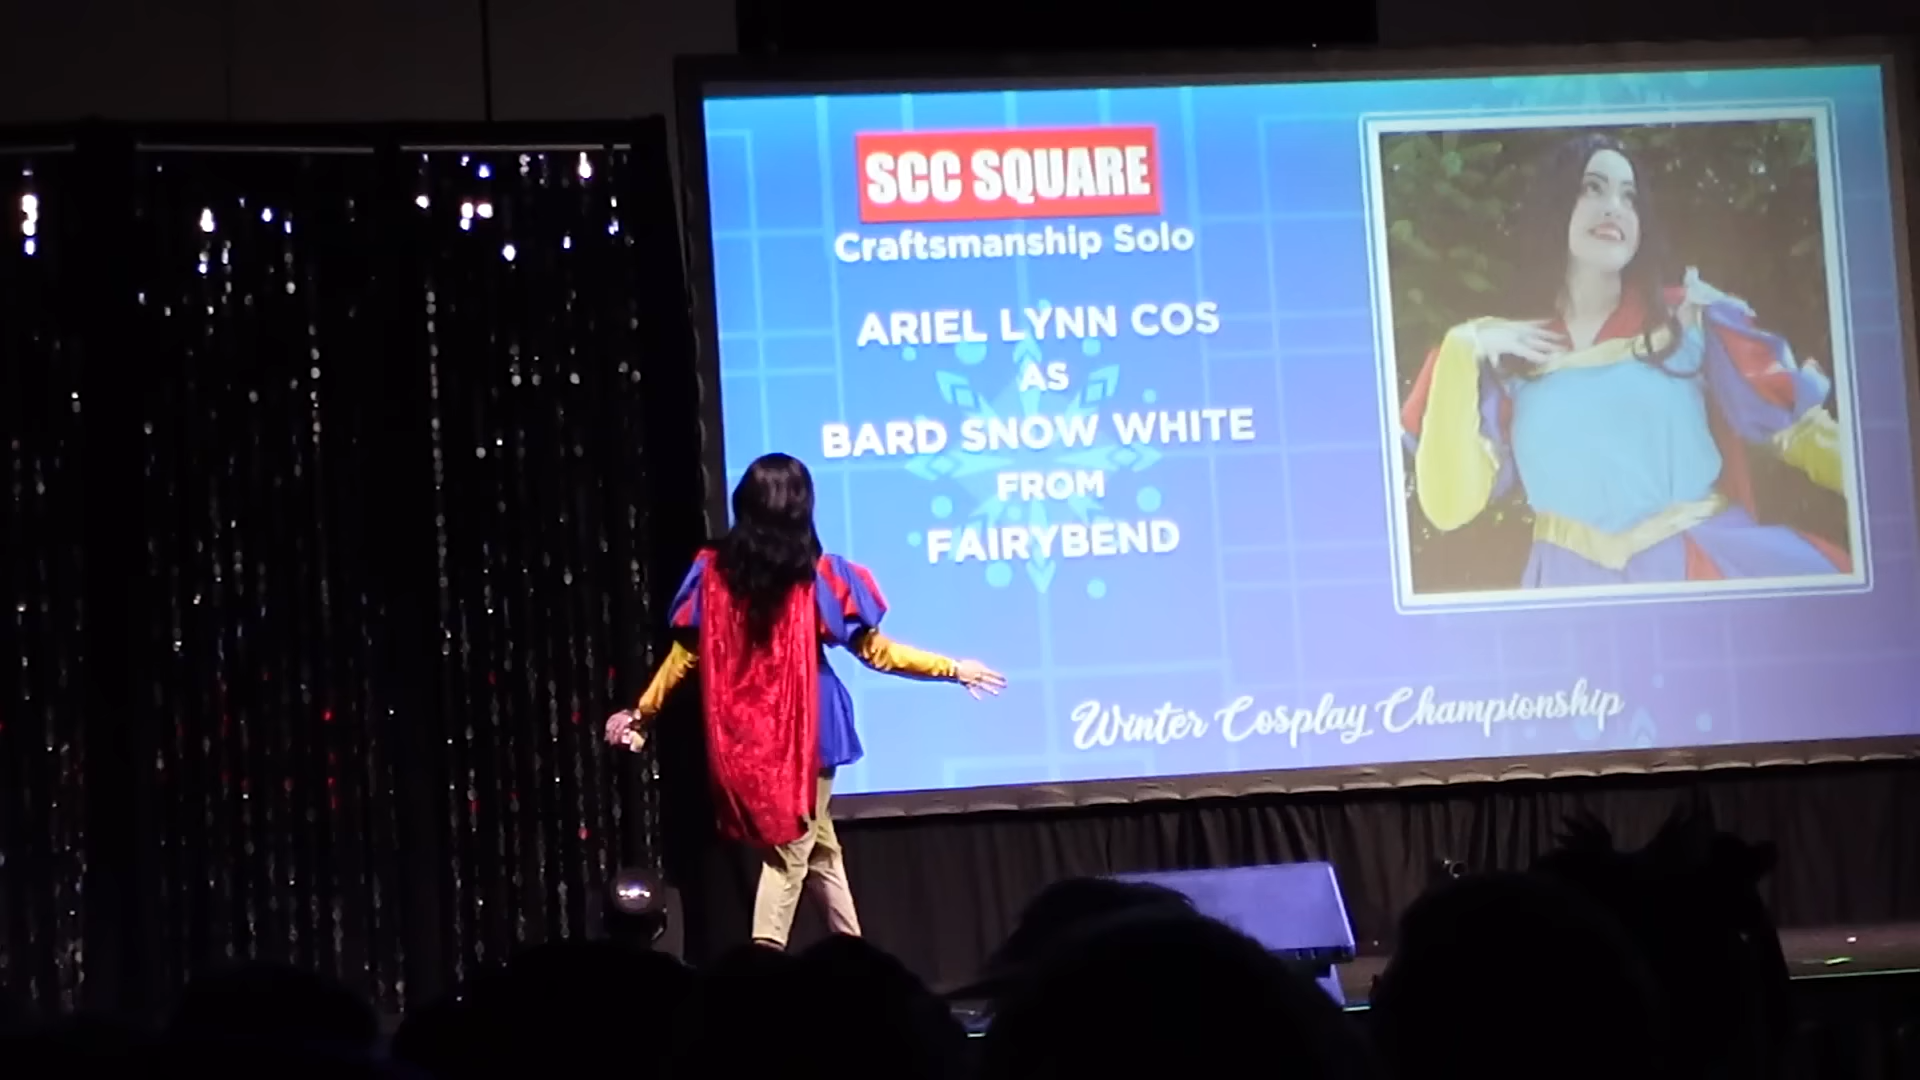 SCC SQUARE
Craftsmanship Solo
ARIEL LYNN COS
AS
BARD SNOW WHITE
FROM
FAIRYBEND
Winter Cosplay Championship